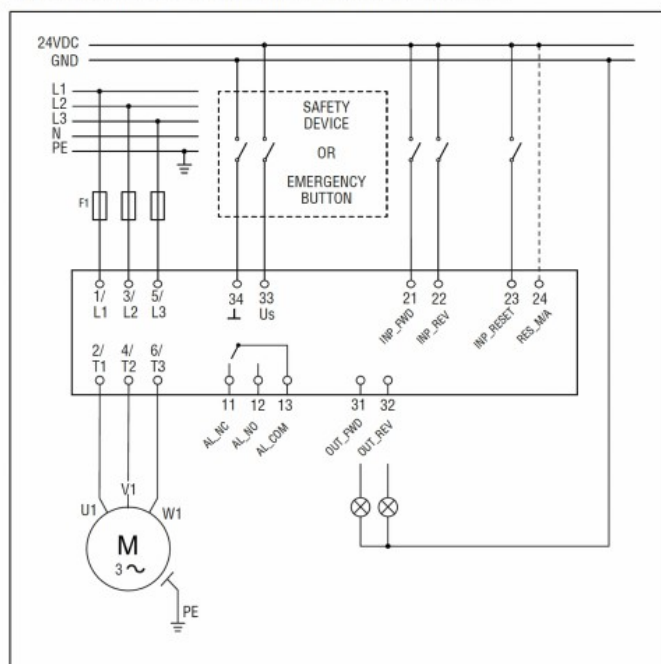 24VDC
GND
L1
L2
L3
N
PE
SAFETY
DEVICE
OR
EMERGENCY
BUTTON
F1
1/ 3/ 5/ 34 33 21 22 23 24
L1 L2 L3 ⊥ Us INP_FWD INP_REV INP_RESET RES_M/A
2/ 4/ 6/
T1 T2 T3
11 12 13 31 32
AL_NC AL_NO AL_COM OUT_FWD OUT_REV
U1 V1 W1
M
3 ~
PE